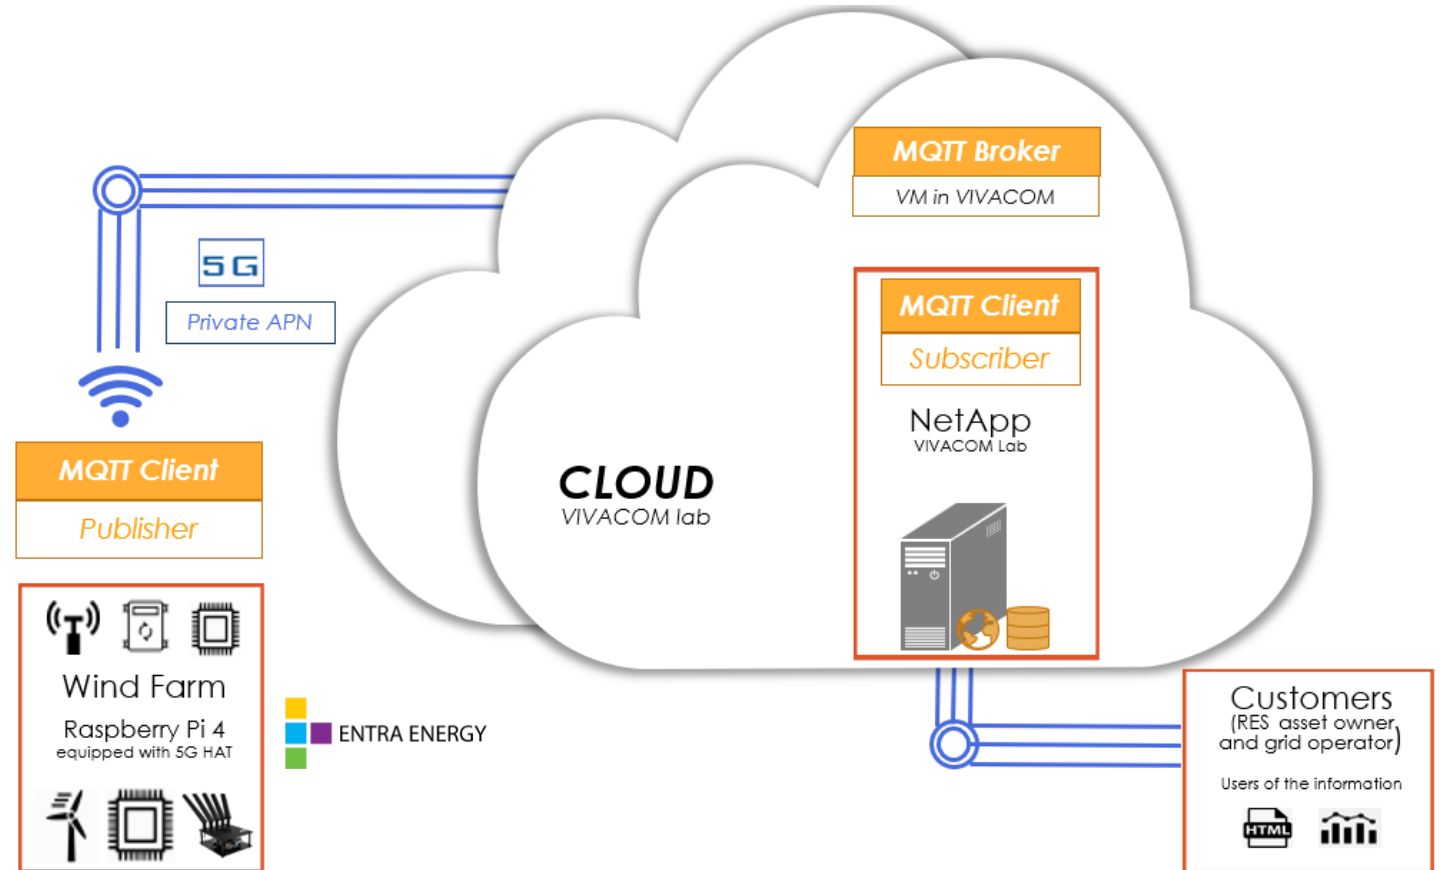 MQTT Broker
VM in VIVACOM
5G
Private APN
MQTT Client
Subscriber
NetApp
VIVACOM Lab
CLOUD
VIVACOM lab
MQTT Client
Publisher
Wind Farm
Raspberry Pi 4
equipped with 5G HAT
ENTRA ENERGY
Customers
(RES asset owner
and grid operator)
Users of the information
HTML